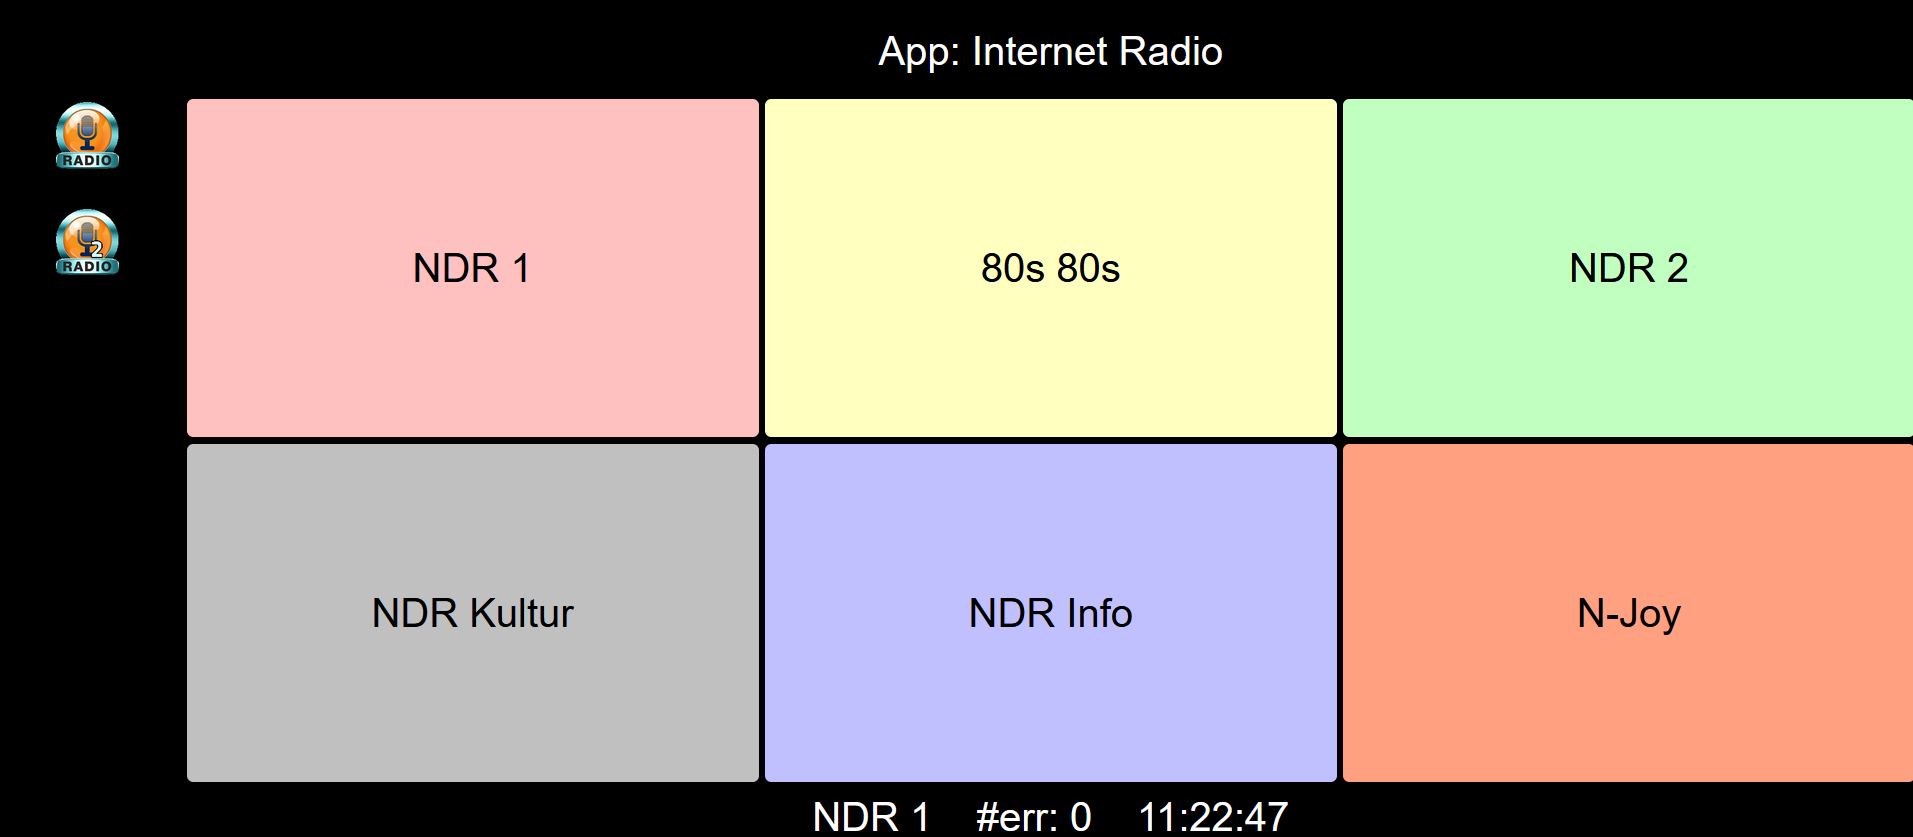 App: Internet Radio
RADIO
2
RADIO
NDR 1
80s 80s
NDR 2
NDR Kultur
NDR Info
N-Joy
NDR 1 #err: 0 11:22:47